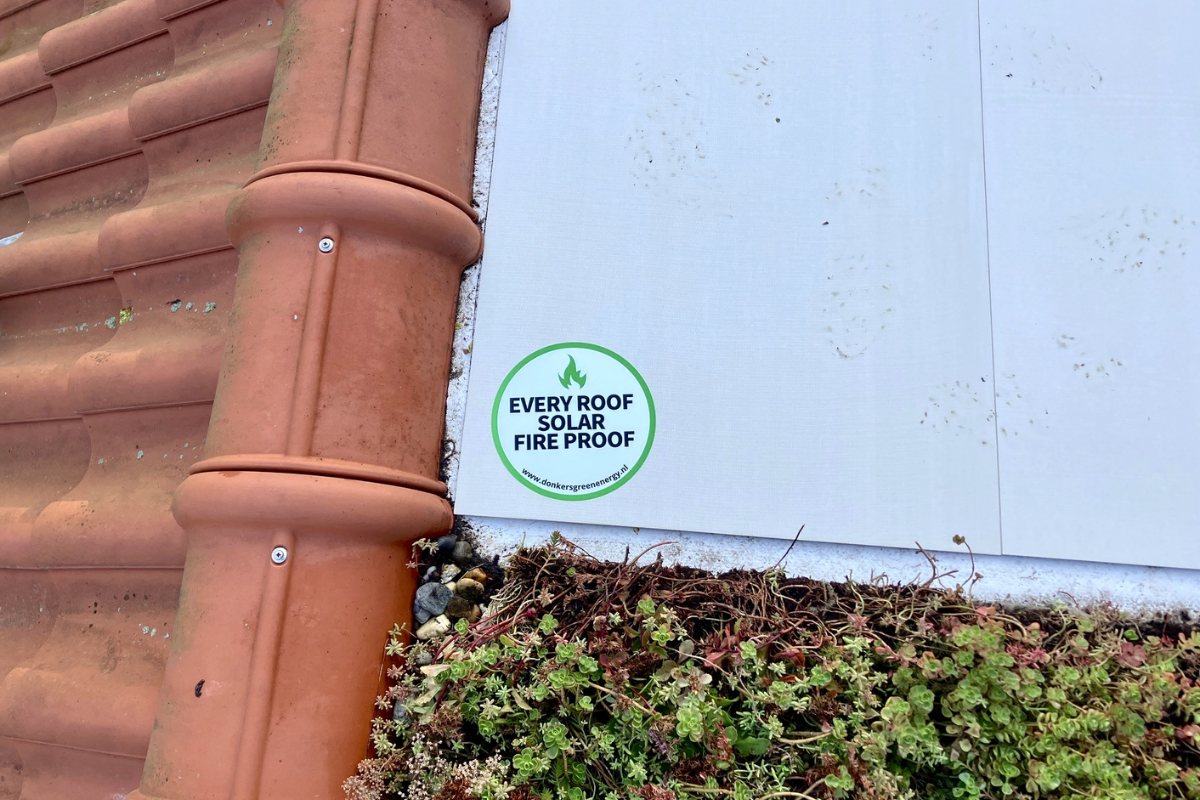 EVERY ROOF
SOLAR
FIRE PROOF
www.donkersgreenenergy.nl